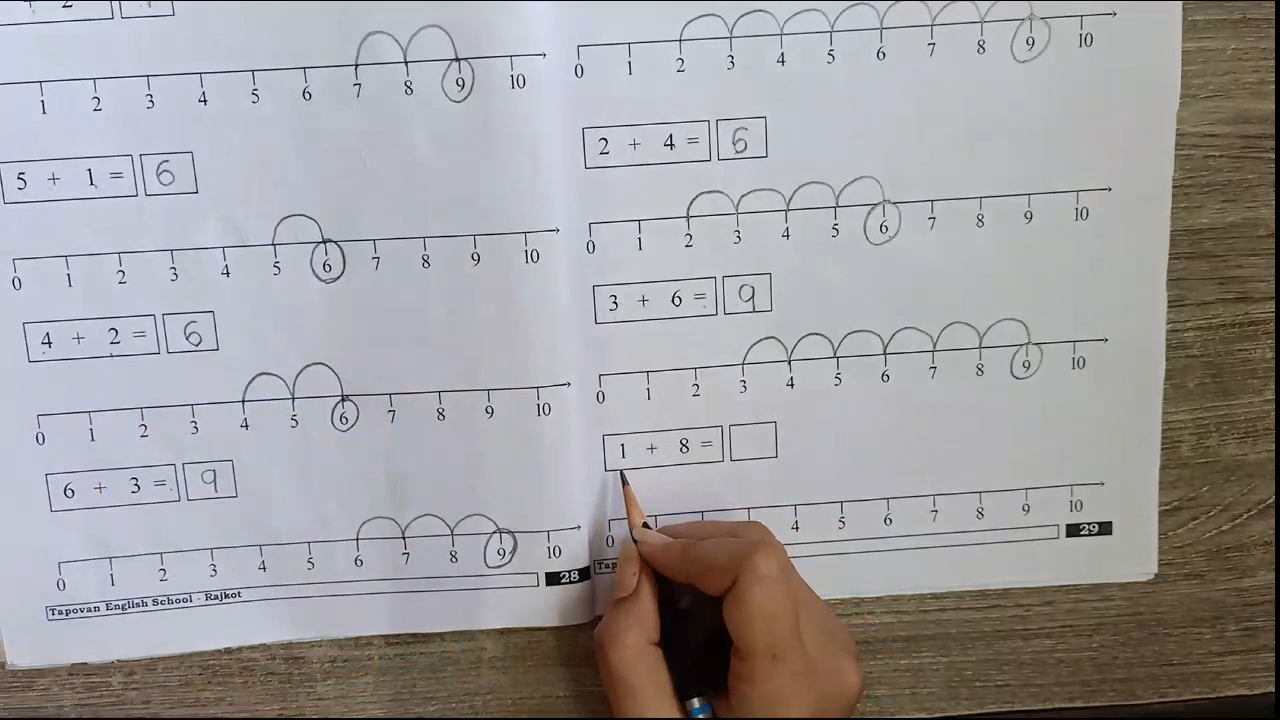 1 2 3 4 5 6 7 8 9 10
5 + 1 = 6
0 1 2 3 4 5 6 7 8 9 10
4 + 2 = 6
0 1 2 3 4 5 6 7 8 9 10
6 + 3 = 9
0 1 2 3 4 5 6 7 8 9 10
Tapovan English School - Rajkot
28
0 1 2 3 4 5 6 7 8 9 10
2 + 4 = 6
0 1 2 3 4 5 6 7 8 9 10
3 + 6 = 9
0 1 2 3 4 5 6 7 8 9 10
1 + 8 =
0 4 5 6 7 8 9 10
Tap
29